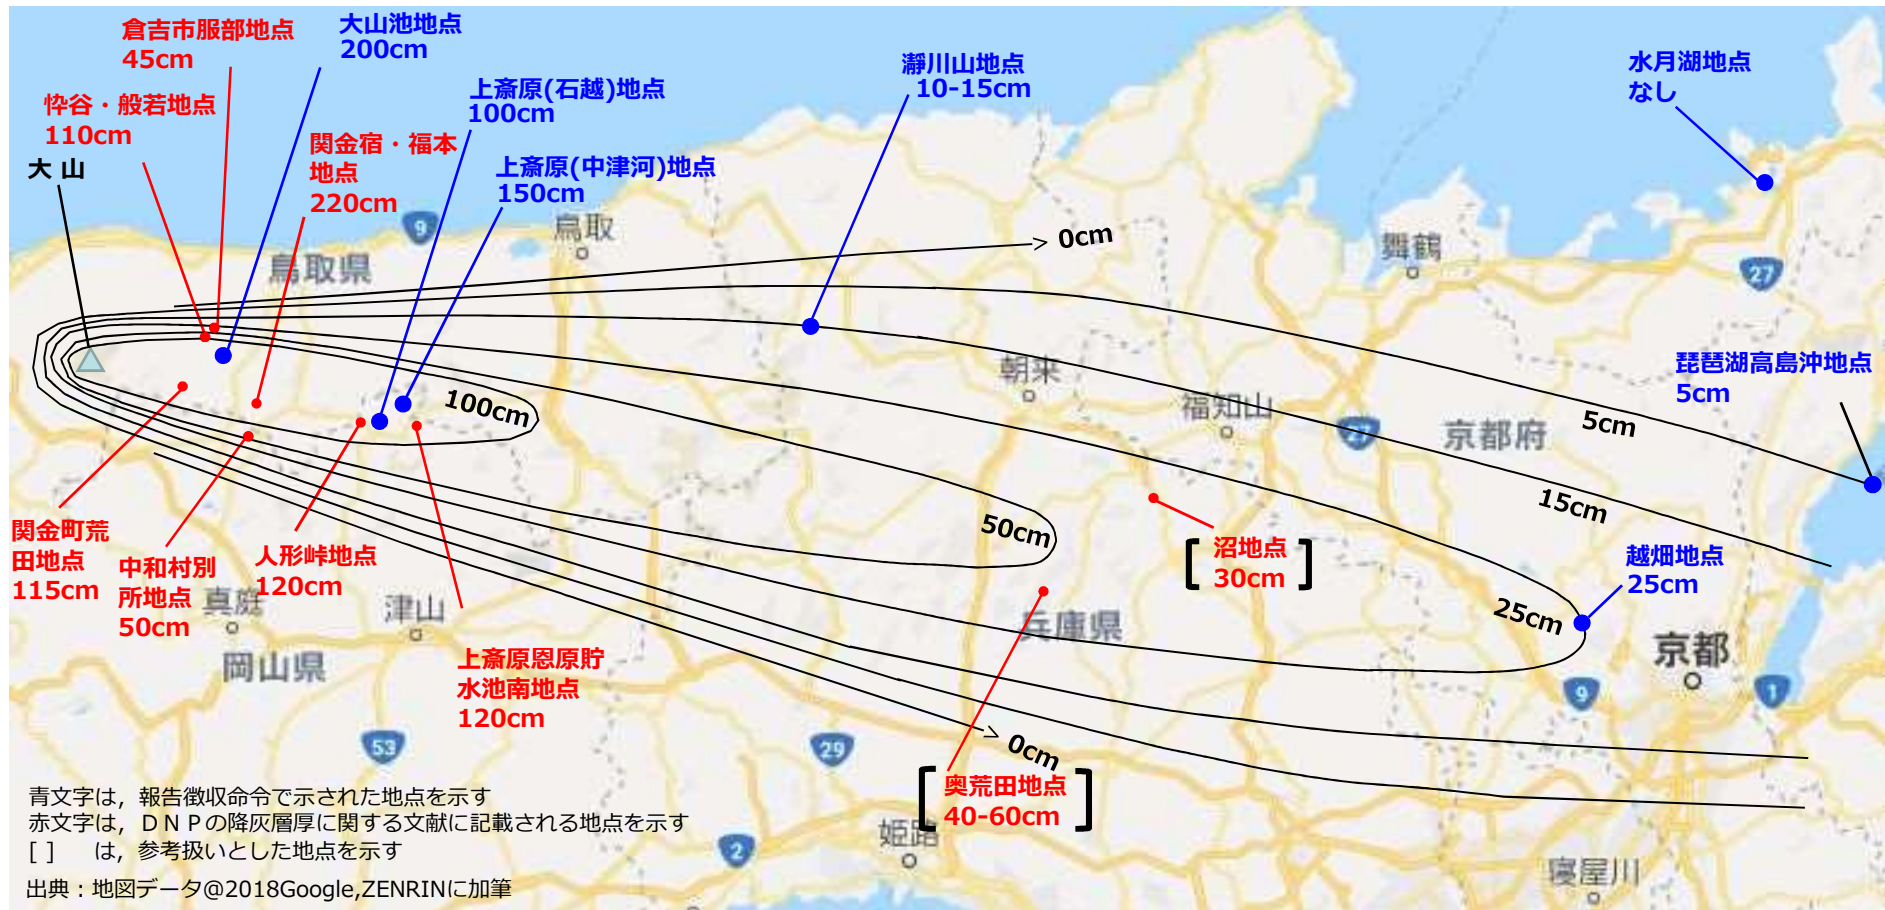 倉吉市服部地点
45cm
大山池地点
200cm
忰谷・般若地点
110cm
大 山
関金宿・福本
地点
220cm
上斎原(石越)地点
100cm
上斎原(中津河)地点
150cm
瀞川山地点
10-15cm
水月湖地点
なし
9
鳥取
鳥取県
0cm
舞鶴
27
朝来
福知山
27
京都府
琵琶湖高島沖地点
5cm
5cm
15cm
100cm
50cm
25cm
関金町荒
田地点
115cm
中和村別
所地点
50cm
人形峠地点
120cm
上斎原恩原貯
水池南地点
120cm
[ 沼地点
30cm ]
越畑地点
25cm
真庭
津山
岡山県
兵庫県
京都
9
1
53
29
0cm
[ 奥荒田地点
40-60cm ]
姫路
2
寝屋川
青文字は，報告徴収命令で示された地点を示す
赤文字は，ＤＮＰの降灰層厚に関する文献に記載される地点を示す
[ ]　は，参考扱いとした地点を示す
出典：地図データ@2018Google,ZENRINに加筆